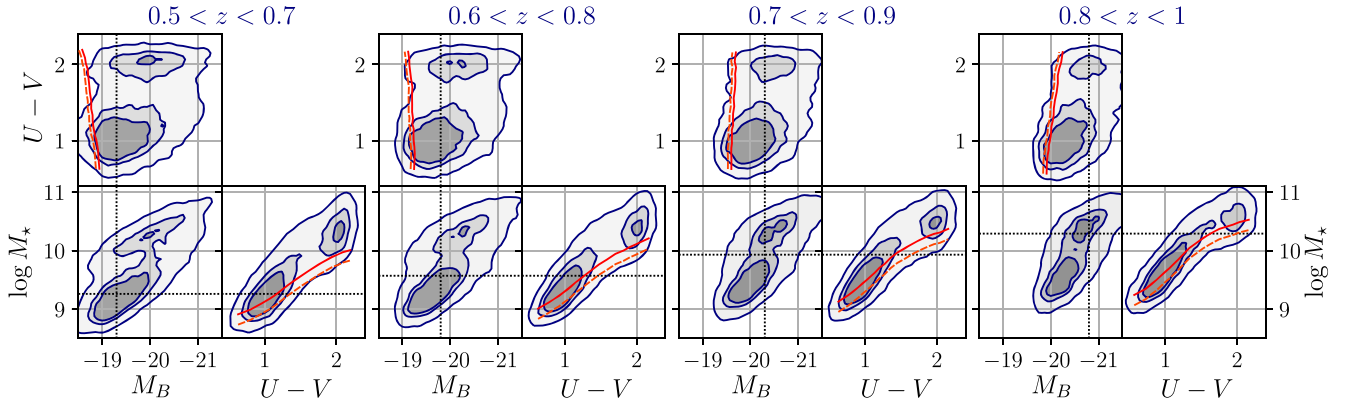 0.5 < z < 0.7 0.6 < z < 0.8 0.7 < z < 0.9 0.8 < z < 1
U − V 2 2 2 2
1 1 1 1
log M⋆ 11 11 log M⋆
10 10
9 9
−19 −20 −21 1 2 −19 −20 −21 1 2 −19 −20 −21 1 2 −19 −20 −21 1 2
M_B U − V M_B U − V M_B U − V M_B U − V